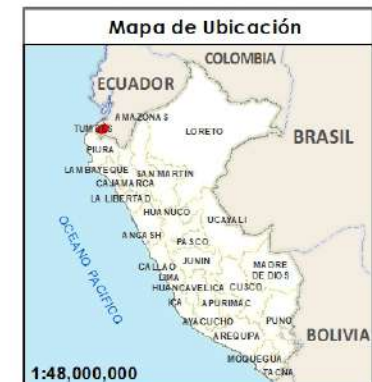 Mapa de Ubicación
COLOMBIA
ECUADOR
AMAZONAS
TUMBES
LORETO
BRASIL
PIURA
LAMBAYEQUE SAN MARTIN
CAJAMARCA
LA LIBERTAD
HUANUCO
UCAYALI
ANCASH
PASCO
OCEANO PACIFICO
JUNIN
MADRE
DE DIOS
CALLAO
LIMA
HUANCAVELICA CUSCO
ICA APURIMAC
AYACUCHO
PUNO
AREQUIPA
BOLIVIA
MOQUEGUA
TACNA
1:48,000,000